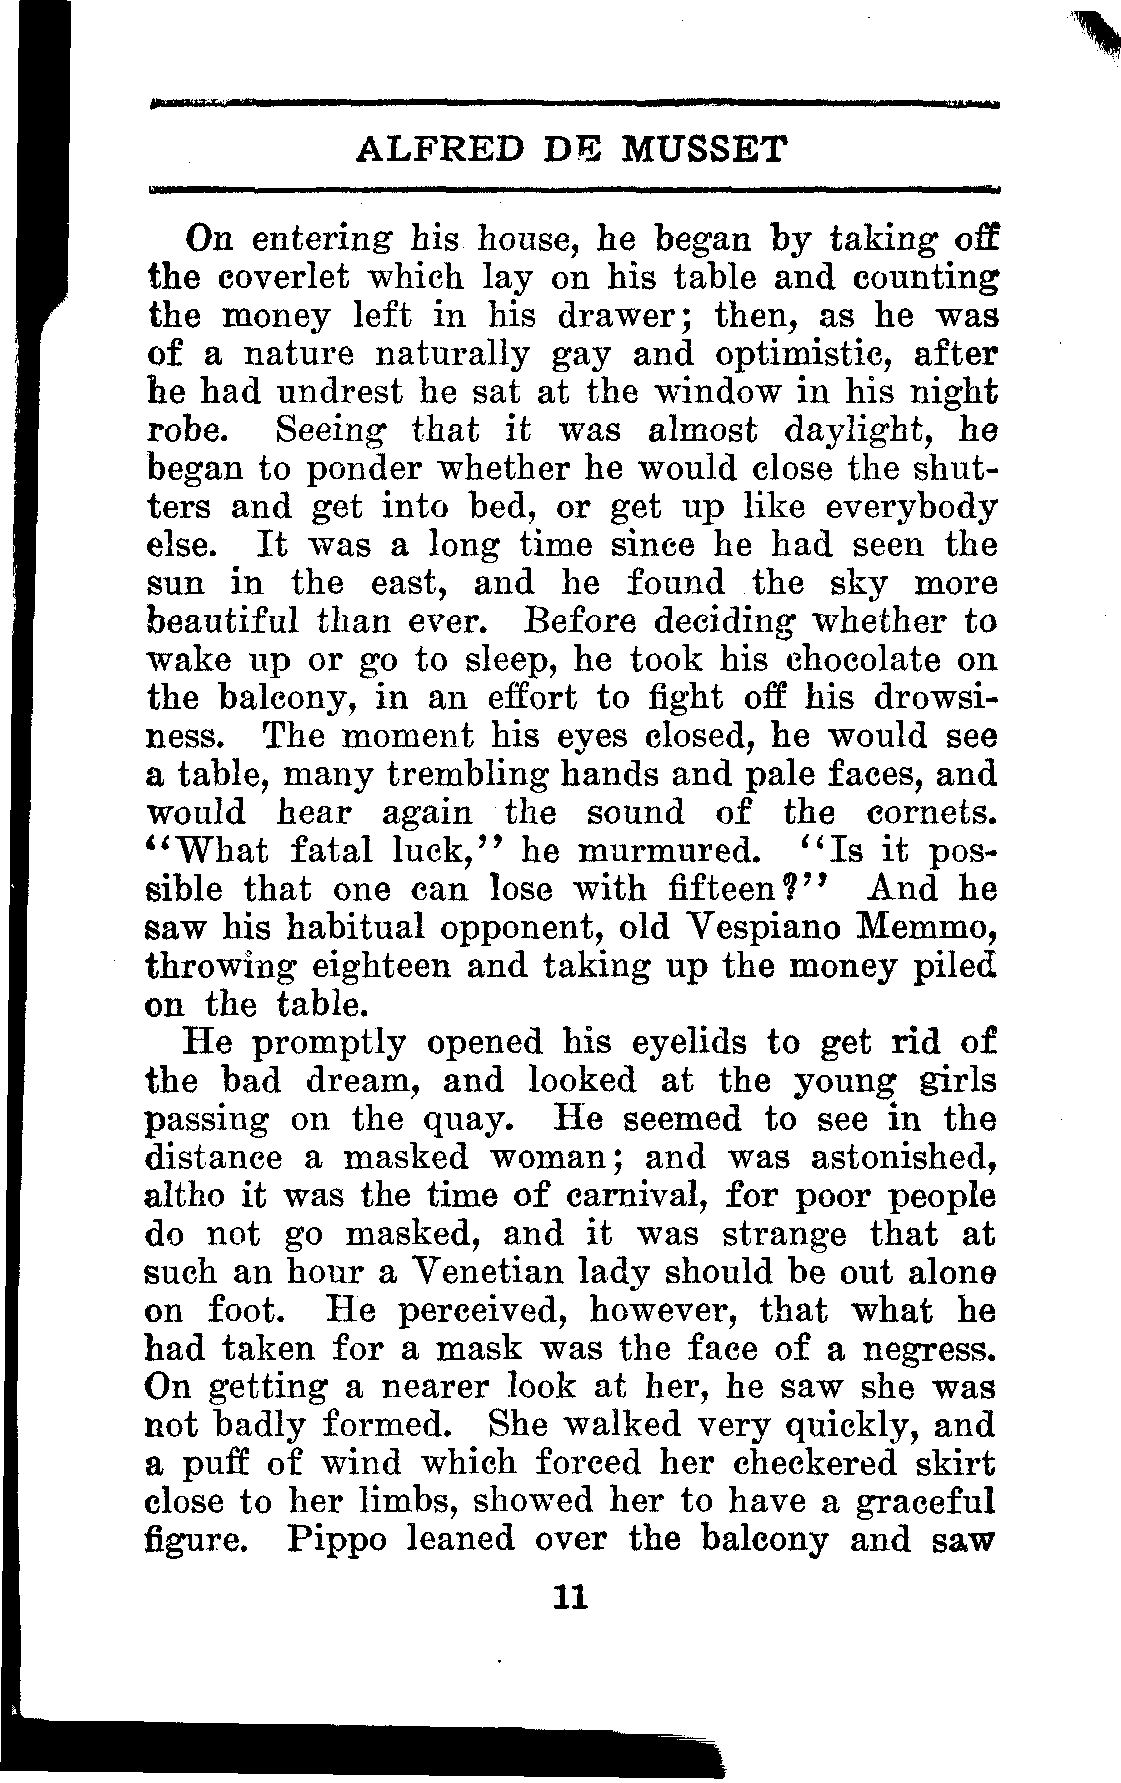 ALFRED DE MUSSET
On entering his house, he began by taking off
the coverlet which lay on his table and counting
the money left in his drawer; then, as he was
of a nature naturally gay and optimistic, after
he had undrest he sat at the window in his night
robe. Seeing that it was almost daylight, he
began to ponder whether he would close the shut-
ters and get into bed, or get up like everybody
else. It was a long time since he had seen the
sun in the east, and he found the sky more
beautiful than ever. Before deciding whether to
wake up or go to sleep, he took his chocolate on
the balcony, in an effort to fight off his drowsi-
ness. The moment his eyes closed, he would see
a table, many trembling hands and pale faces, and
would hear again the sound of the cornets.
"What fatal luck," he murmured. "Is it pos-
sible that one can lose with fifteen?" And he
saw his habitual opponent, old Vespiano Memmo,
throwing eighteen and taking up the money piled
on the table.
He promptly opened his eyelids to get rid of
the bad dream, and looked at the young girls
passing on the quay. He seemed to see in the
distance a masked woman; and was astonished,
altho it was the time of carnival, for poor people
do not go masked, and it was strange that at
such an hour a Venetian lady should be out alone
on foot. He perceived, however, that what he
had taken for a mask was the face of a negress.
On getting a nearer look at her, he saw she was
not badly formed. She walked very quickly, and
a puff of wind which forced her checkered skirt
close to her limbs, showed her to have a graceful
figure. Pippo leaned over the balcony and saw
11